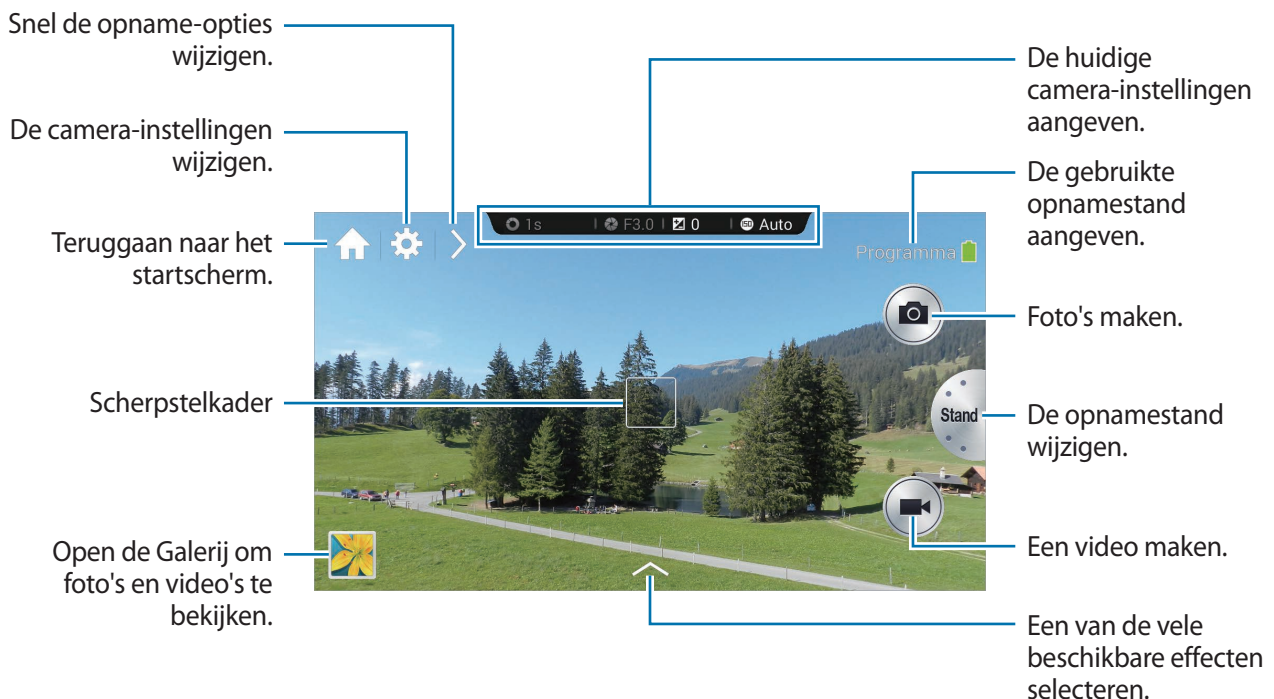 Snel de opname-opties
wijzigen.
De camera-instellingen
wijzigen.
Teruggaan naar het
startscherm.
Scherpstelkader
Open de Galerij om
foto's en video's te
bekijken.
1s F3.0 0 ISO Auto
Programma
Stand
De huidige
camera-instellingen
aangeven.
De gebruikte
opnamestand
aangeven.
Foto's maken.
De opnamestand
wijzigen.
Een video maken.
Een van de vele
beschikbare effecten
selecteren.